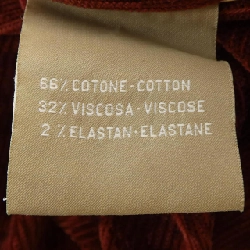 66% COTONE-COTTON
32% VISCOSA-VISCOSE
2% ELASTAN-ELASTANE